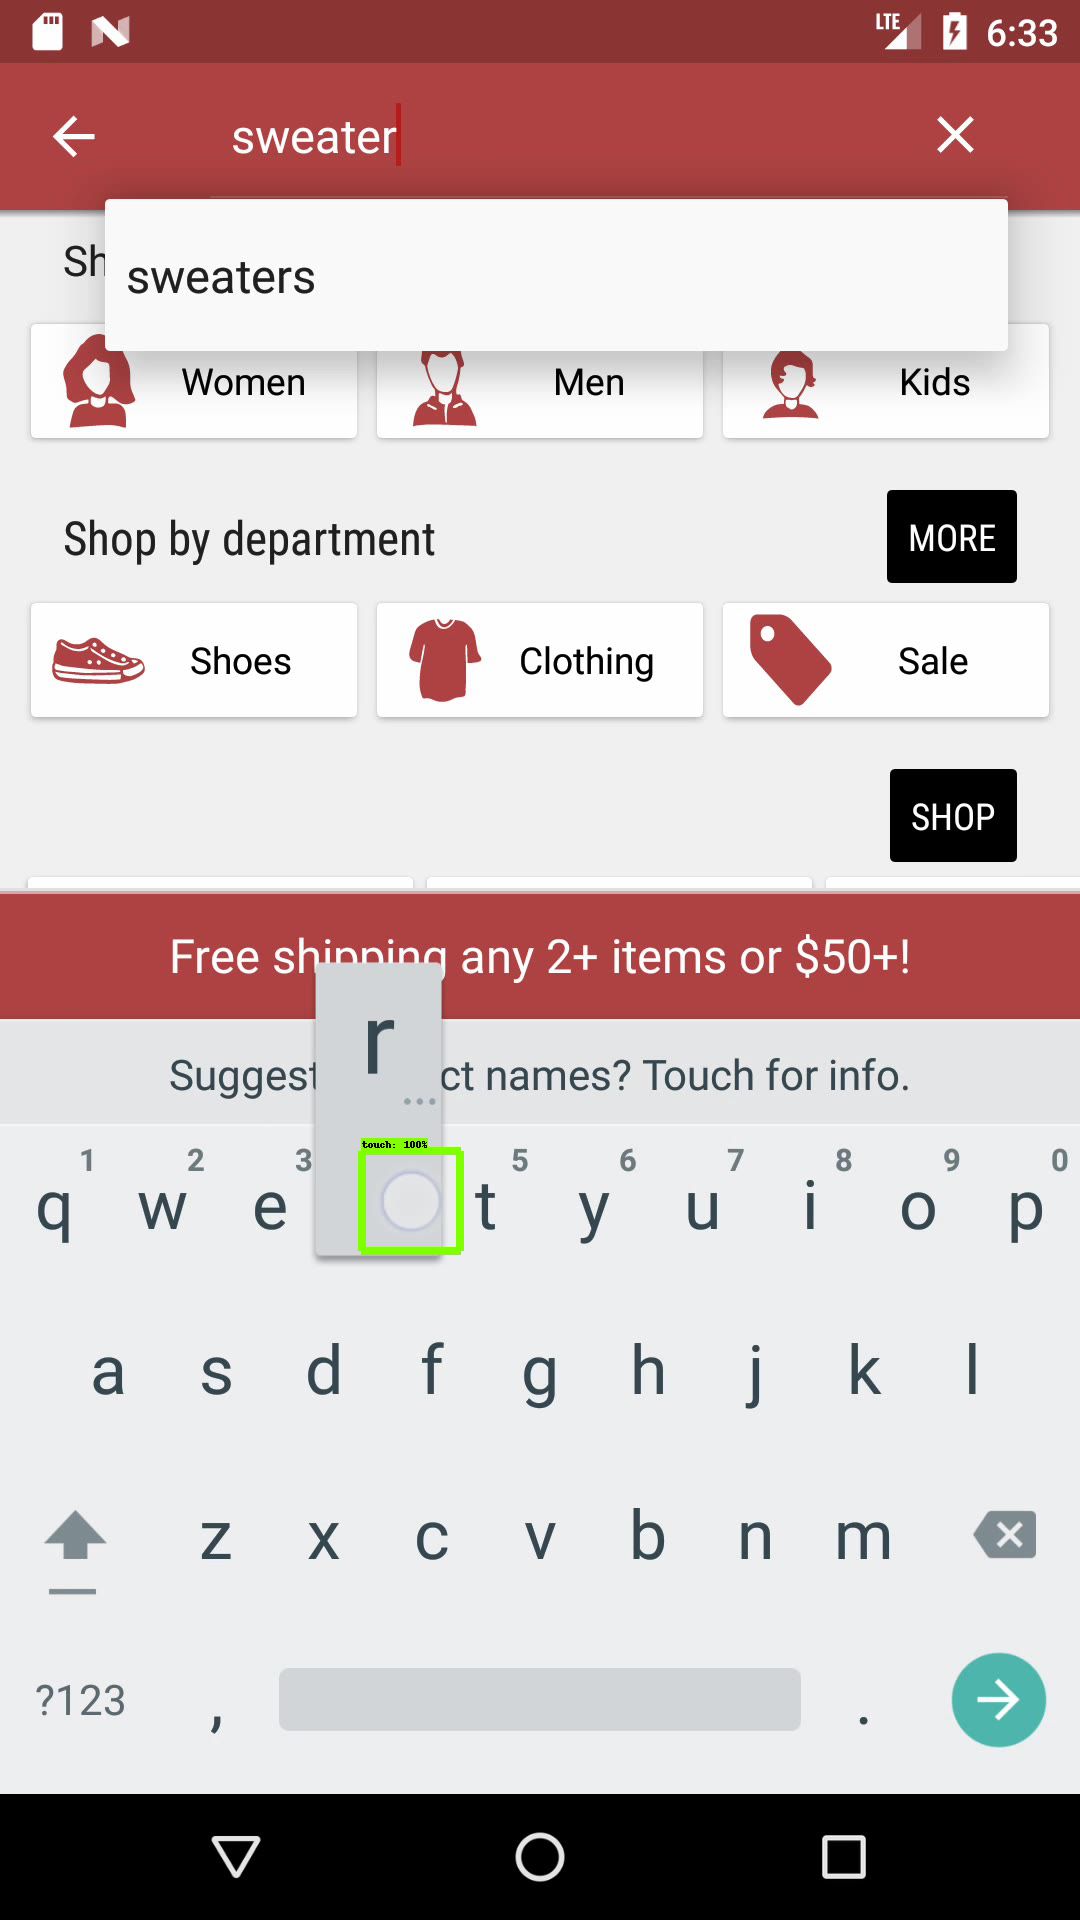 LTE 6:33
sweater
Sh
sweaters
Women Men Kids
Shop by department MORE
Shoes Clothing Sale
SHOP
Free shipping any 2+ items or $50+!
r
...
Suggest ct names? Touch for info.
touch: 100%
1 2 3 5 6 7 8 9 0
q w e t y u i o p
a s d f g h j k l
z x c v b n m
?123 , .